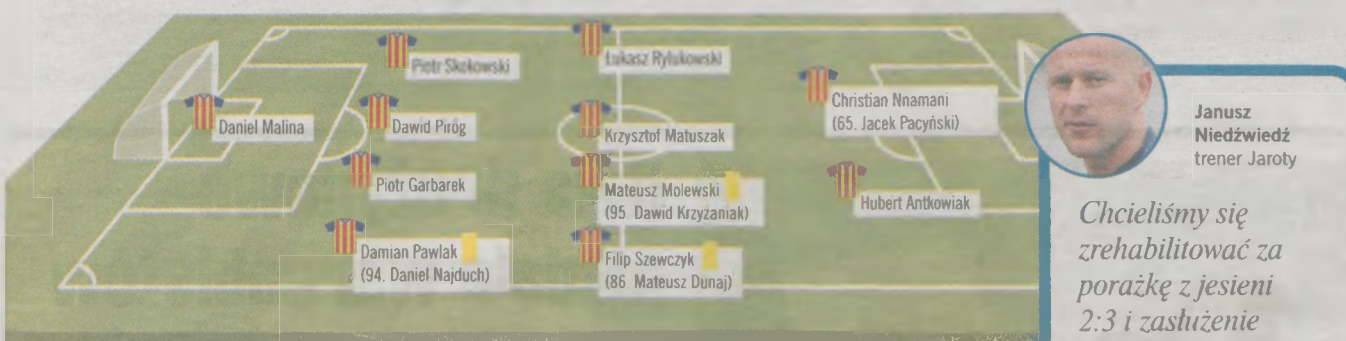 Piotr Skokowski
Łukasz Rylukowski
Daniel Malina
Dawid Piróg
Krzysztof Matuszak
Christian Nnamani
(65. Jacek Pacyński)
Piotr Garbarek
Mateusz Molewski
(95. Dawid Krzyżaniak)
Hubert Antkowiak
Damian Pawlak
(94. Daniel Najduch)
Filip Szewczyk
(86. Mateusz Dunaj)
Janusz
Niedźwiedź
trener Jaroty
Chcieliśmy się
zrehabilitować za
porażkę z jesieni
2:3 i zasłużenie